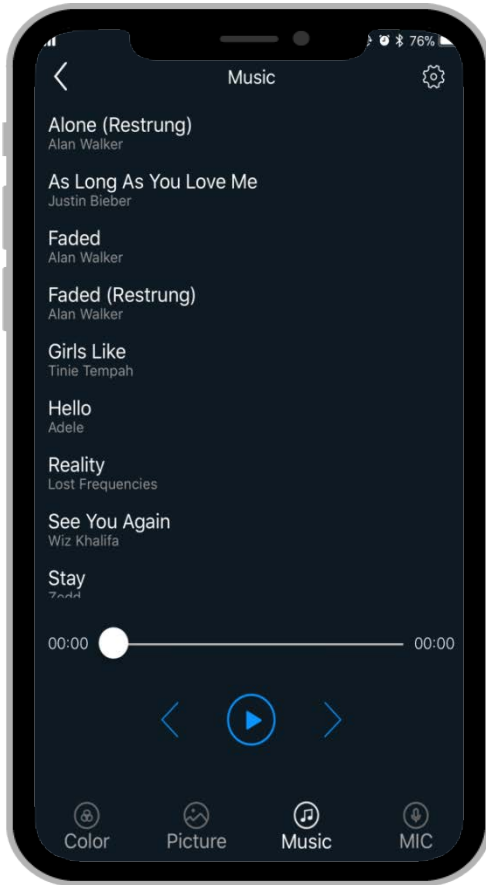 76%
Music
Alone (Restrung)
Alan Walker
As Long As You Love Me
Justin Bieber
Faded
Alan Walker
Faded (Restrung)
Alan Walker
Girls Like
Tinie Tempah
Hello
Adele
Reality
Lost Frequencies
See You Again
Wiz Khalifa
Stay
Zedd
00:00 00:00
Color Picture Music MIC